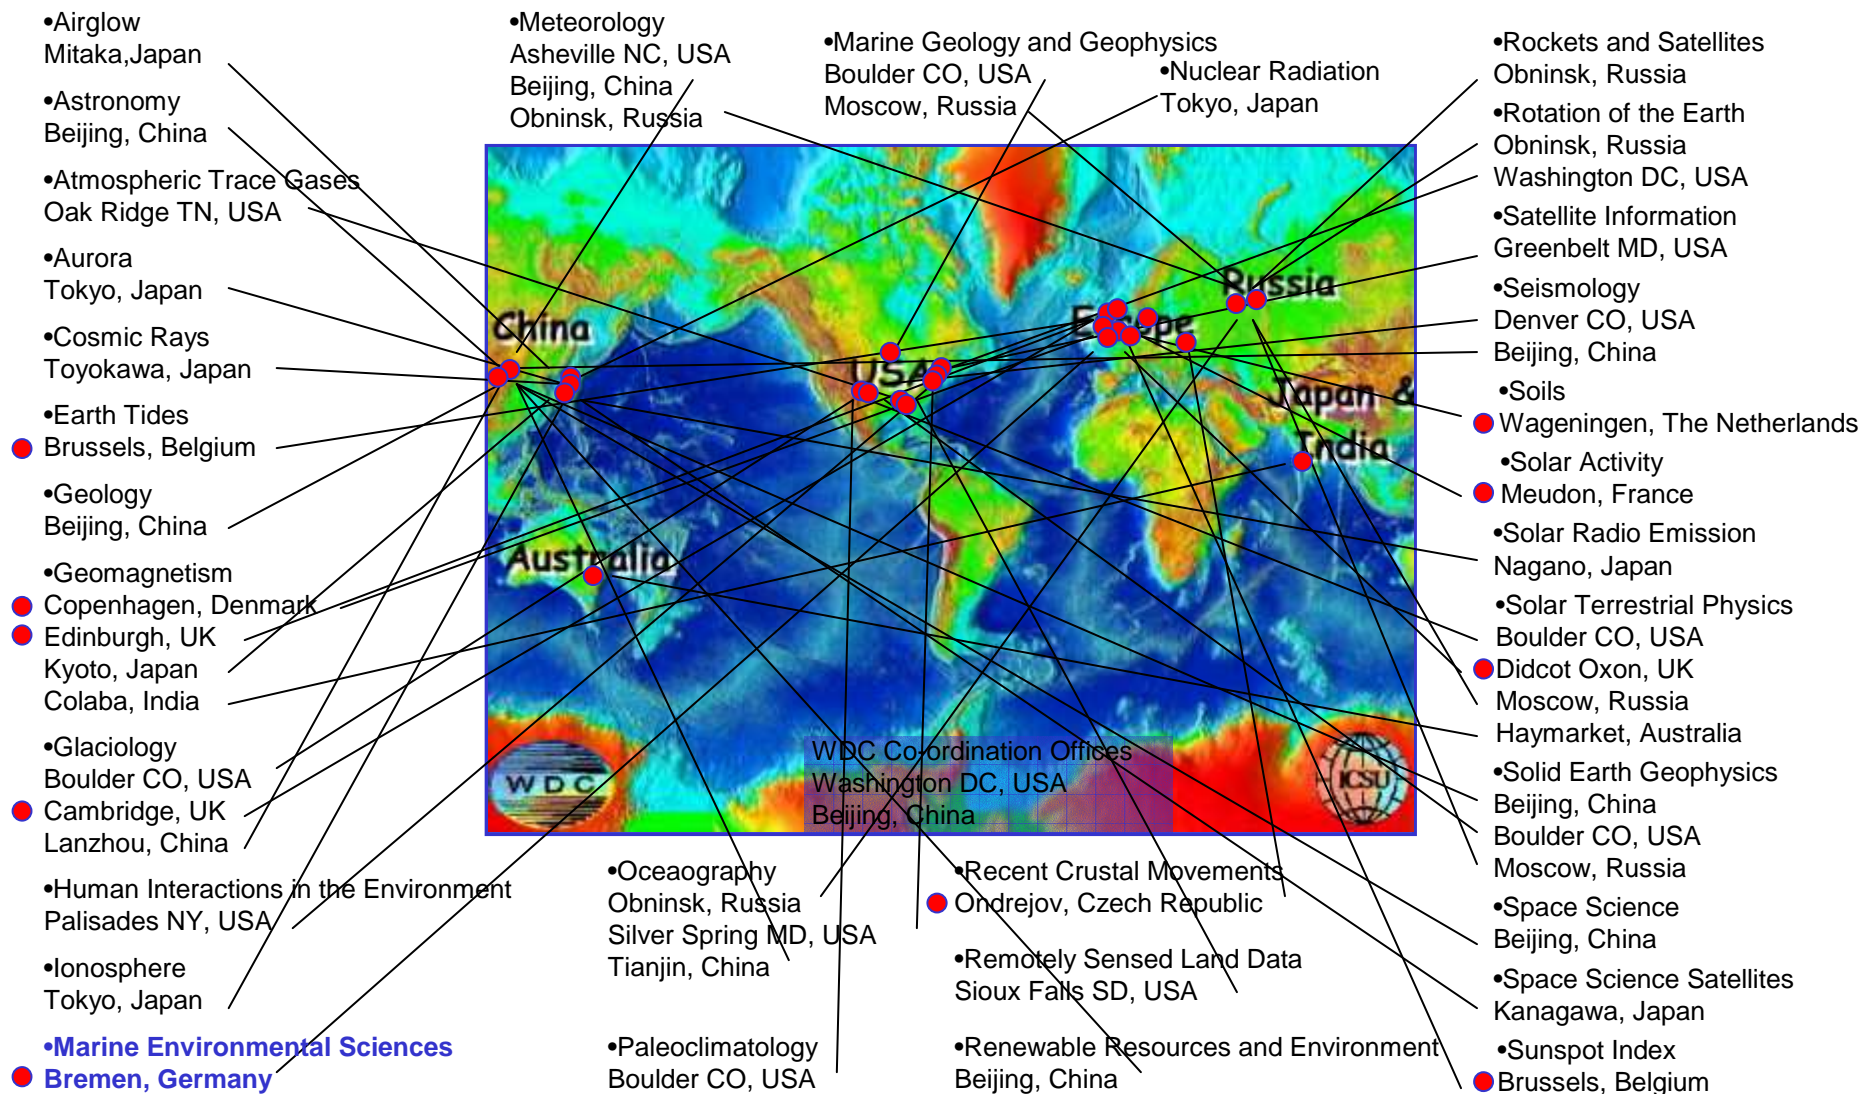 •Airglow
Mitaka,Japan
•Astronomy
Beijing, China
•Atmospheric Trace Gases
Oak Ridge TN, USA
•Aurora
Tokyo, Japan
•Cosmic Rays
Toyokawa, Japan
•Earth Tides
Brussels, Belgium
•Geology
Beijing, China
•Geomagnetism
Copenhagen, Denmark
Edinburgh, UK
Kyoto, Japan
Colaba, India
•Glaciology
Boulder CO, USA
Cambridge, UK
Lanzhou, China
•Human Interactions in the Environment
Palisades NY, USA
•Ionosphere
Tokyo, Japan
•Marine Environmental Sciences
Bremen, Germany
•Meteorology
Asheville NC, USA
Beijing, China
Obninsk, Russia
•Marine Geology and Geophysics
Boulder CO, USA
Moscow, Russia
•Nuclear Radiation
Tokyo, Japan
China
USA
Europe
Russia
Japan &
India
Australia
WDC
ICSU
WDC Co-ordination Offices
Washington DC, USA
Beijing, China
•Oceaography
Obninsk, Russia
Silver Spring MD, USA
Tianjin, China
•Paleoclimatology
Boulder CO, USA
•Recent Crustal Movements
Ondrejov, Czech Republic
•Remotely Sensed Land Data
Sioux Falls SD, USA
•Renewable Resources and Environment
Beijing, China
•Rockets and Satellites
Obninsk, Russia
•Rotation of the Earth
Obninsk, Russia
Washington DC, USA
•Satellite Information
Greenbelt MD, USA
•Seismology
Denver CO, USA
Beijing, China
•Soils
Wageningen, The Netherlands
•Solar Activity
Meudon, France
•Solar Radio Emission
Nagano, Japan
•Solar Terrestrial Physics
Boulder CO, USA
Didcot Oxon, UK
Moscow, Russia
Haymarket, Australia
•Solid Earth Geophysics
Beijing, China
Boulder CO, USA
Moscow, Russia
•Space Science
Beijing, China
•Space Science Satellites
Kanagawa, Japan
•Sunspot Index
Brussels, Belgium